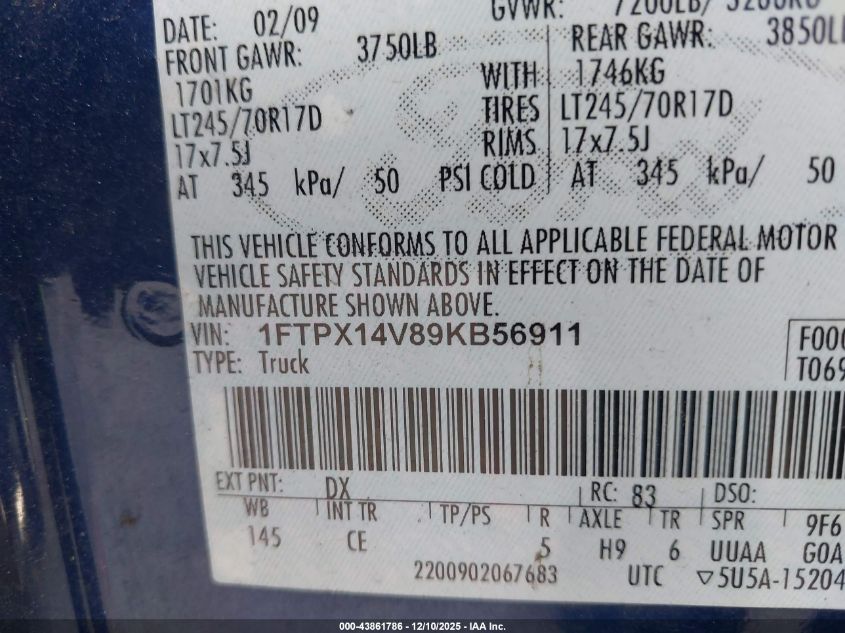 DATE: 02/09 GVWR: 7200LB/
FRONT GAWR: 3750LB REAR GAWR: 3850LB
1701KG WITH 1746KG
LT245/70R17D TIRES LT245/70R17D
17x7.5J RIMS 17x7.5J
AT 345 kPa/ 50 PSI COLD AT 345 kPa/ 50
THIS VEHICLE CONFORMS TO ALL APPLICABLE FEDERAL MOTOR
VEHICLE SAFETY STANDARDS IN EFFECT ON THE DATE OF
MANUFACTURE SHOWN ABOVE.
VIN: 1FTPX14V89KB56911 F000
TYPE: Truck T069
EXT PNT: DX RC: 83 DSO:
WB INT TR TP/PS R AXLE TR SPR 9F6
145 CE 5 H9 6 UUAA G0A
2200902067683 UTC ▽5U5A-15204
000-43861786 - 12/10/2025 - IAA Inc.